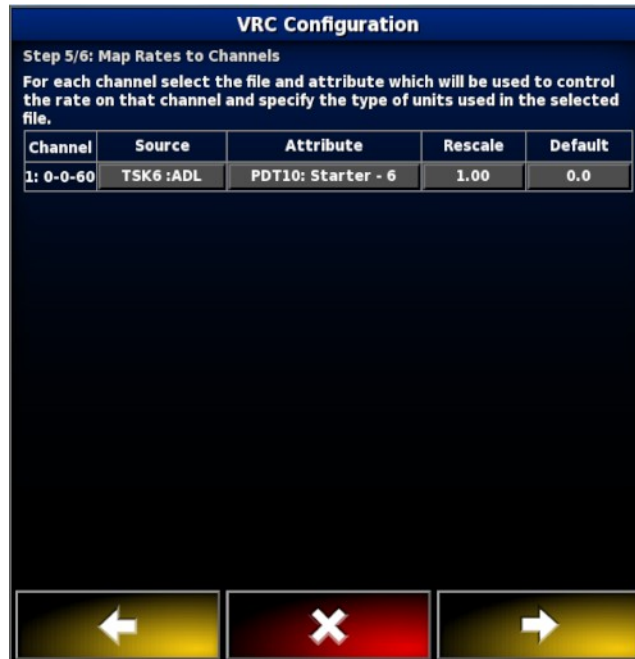 VRC Configuration
Step 5/6: Map Rates to Channels
For each channel select the file and attribute which will be used to control
the rate on that channel and specify the type of units used in the selected
file.
Channel Source Attribute Rescale Default
1: 0-0-60 TSK6 :ADL PDT10: Starter - 6 1.00 0.0